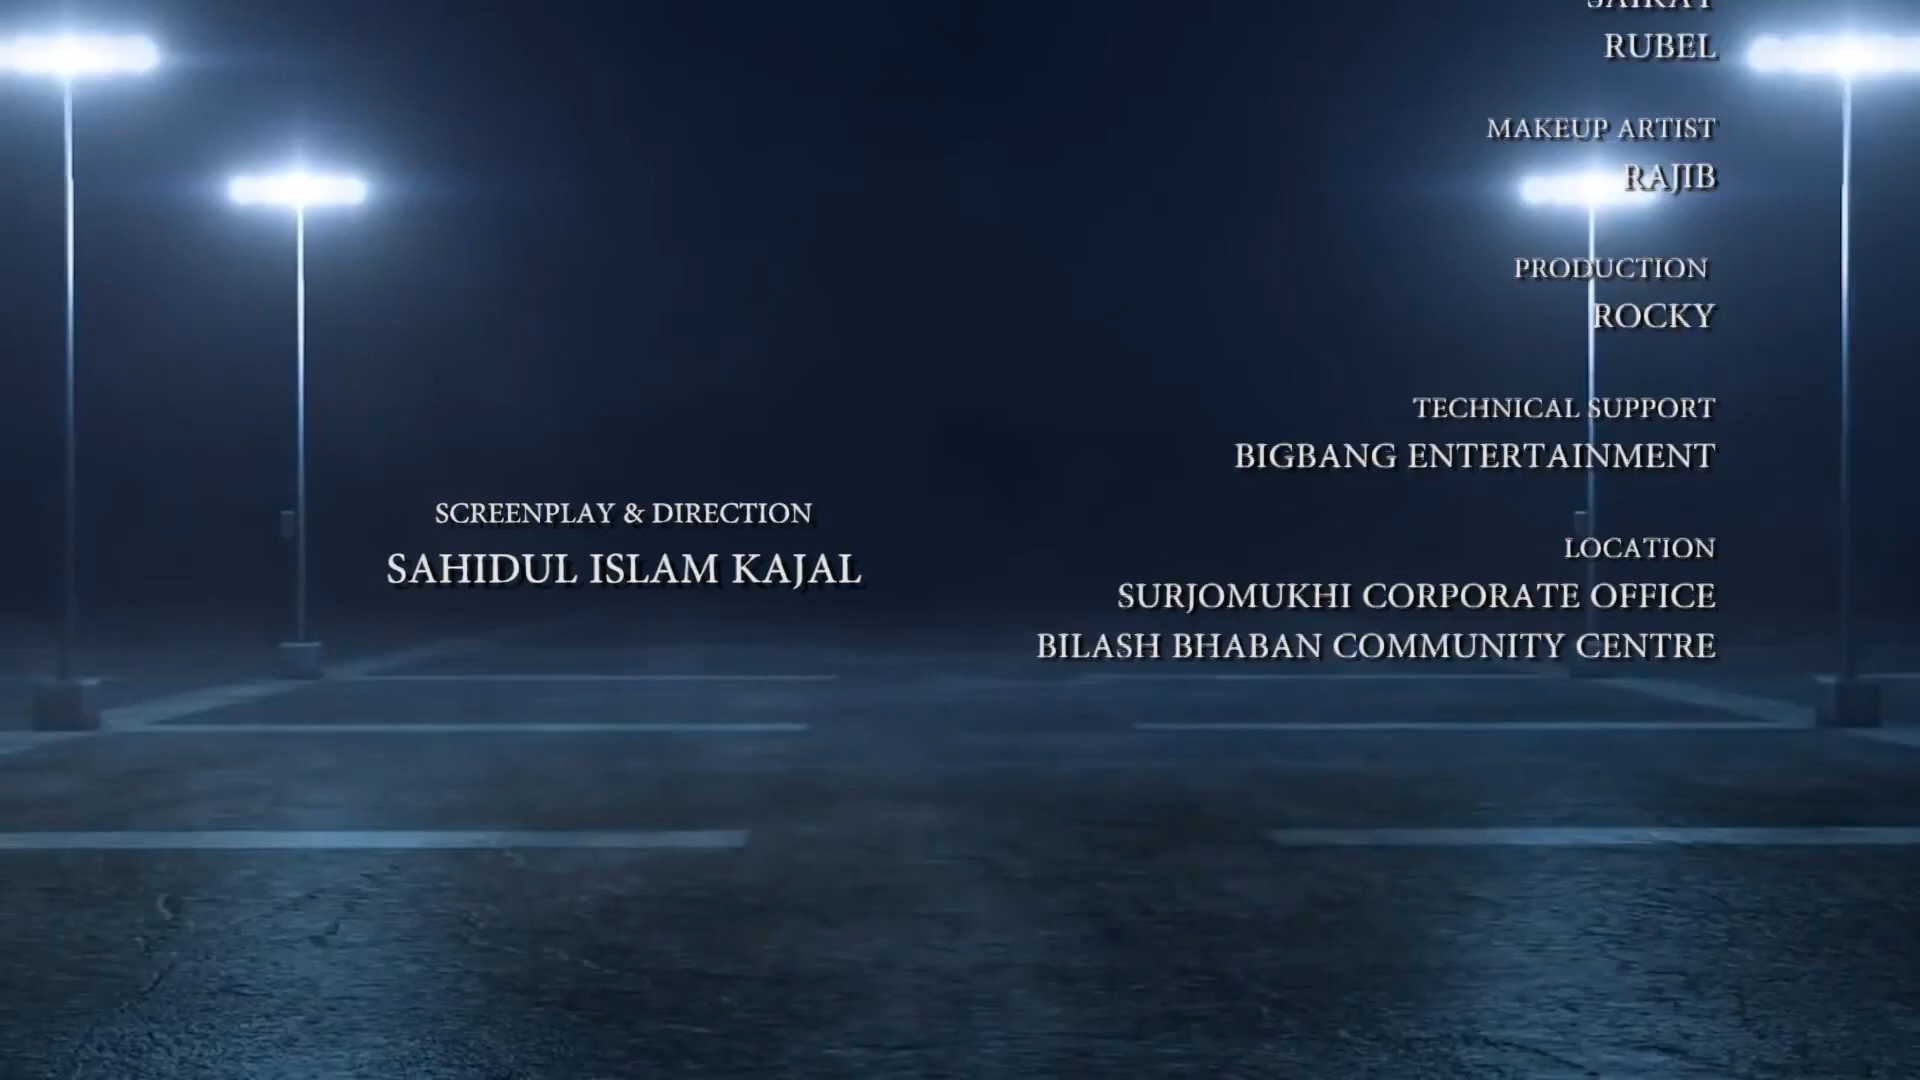 RUBEL
MAKEUP ARTIST
RAJIB
PRODUCTION
ROCKY
TECHNICAL SUPPORT
BIGBANG ENTERTAINMENT
LOCATION
SURJOMUKHI CORPORATE OFFICE
BILASH BHABAN COMMUNITY CENTRE
SCREENPLAY & DIRECTION
SAHIDUL ISLAM KAJAL